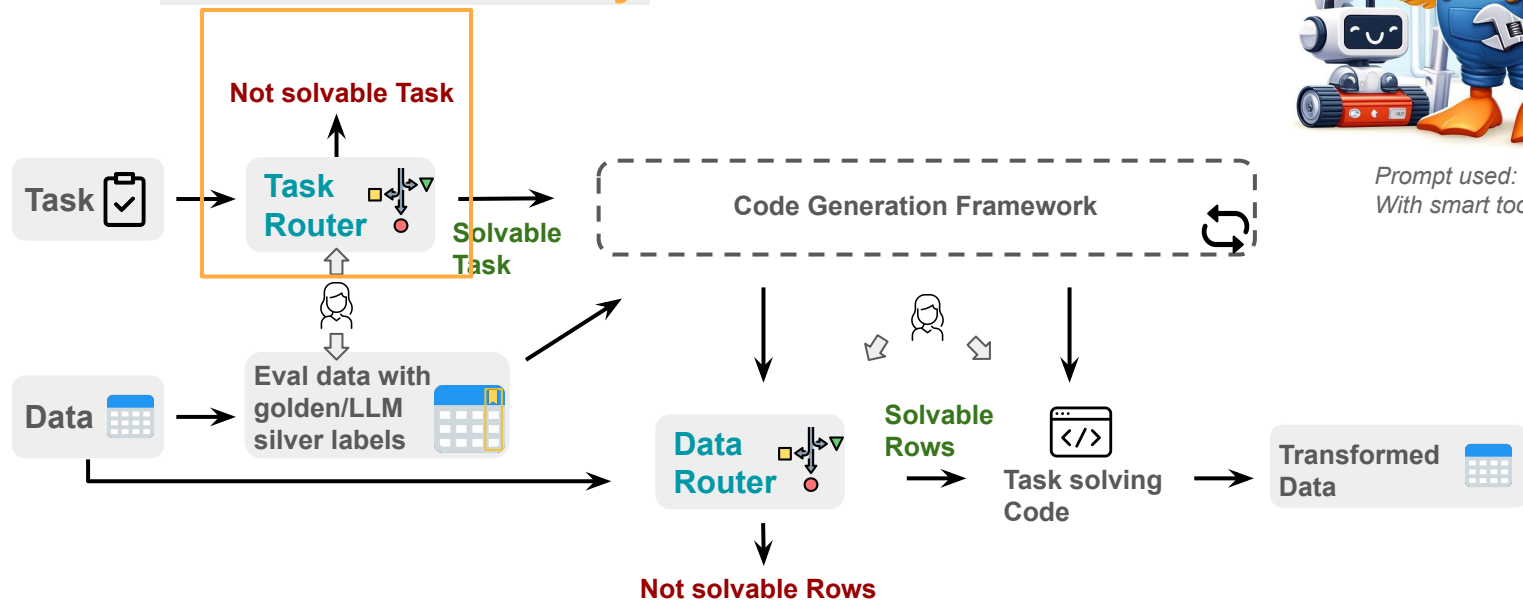 Not solvable Task
Task
Task
Router
Solvable
Task
Code Generation Framework
Prompt used:
With smart
Data
Eval data with
golden/LLM
silver labels
Data
Router
Solvable
Rows
</>
Task solving
Code
Transformed
Data
Not solvable Rows